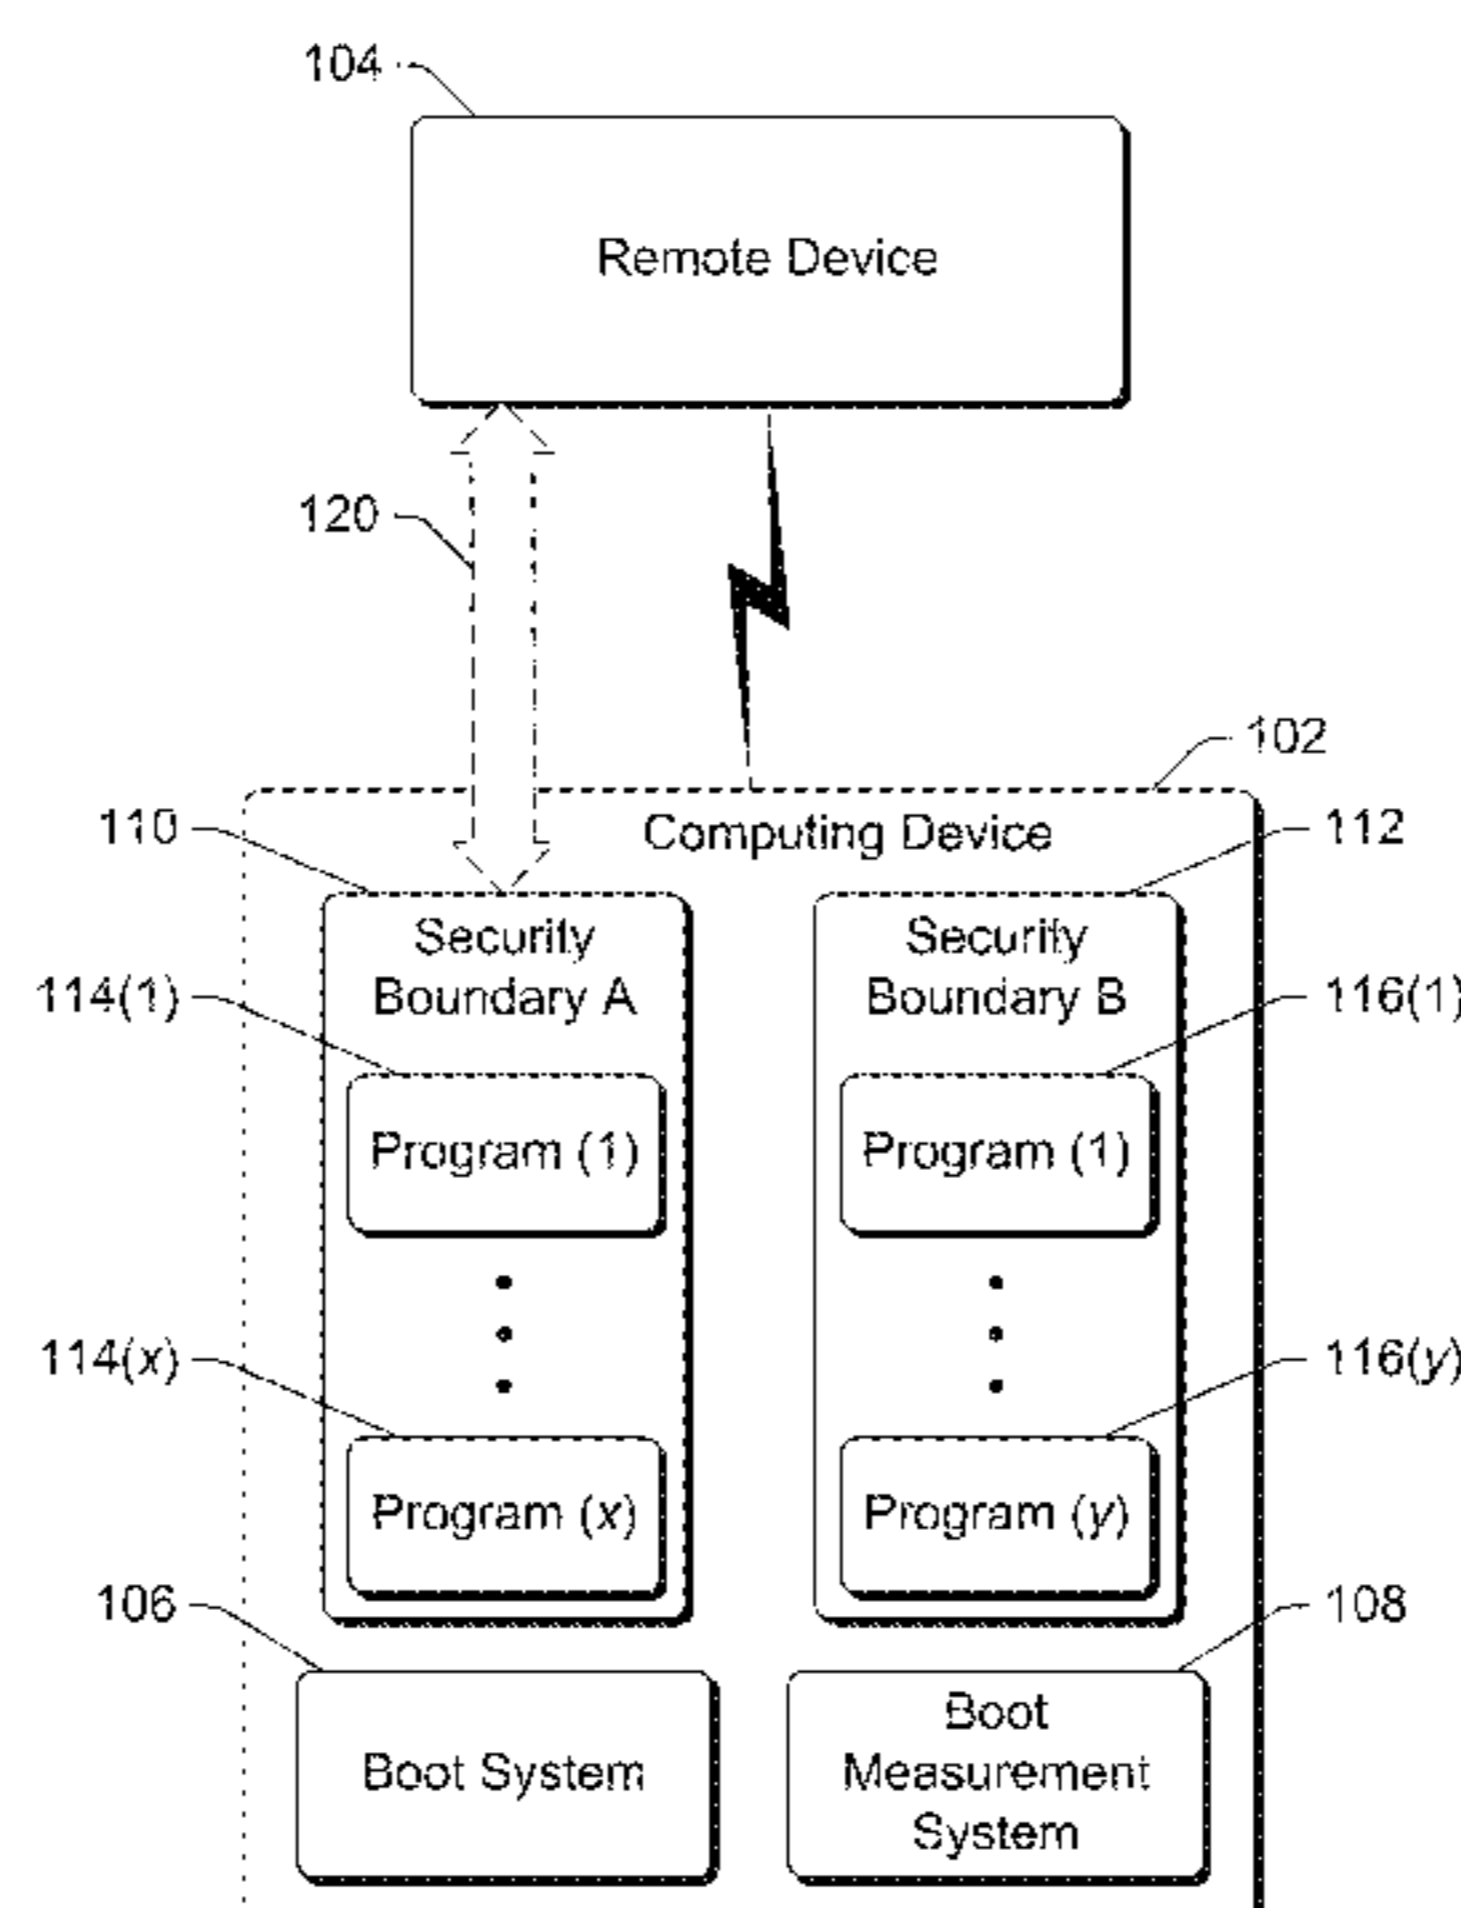 104
Remote Device
120
102
Computing Device
110
112
Security
Boundary A
Security
Boundary B
114(1)
116(1)
Program (1)
Program (1)
114(x)
116(y)
Program (x)
Program (y)
106
108
Boot System
Boot
Measurement
System